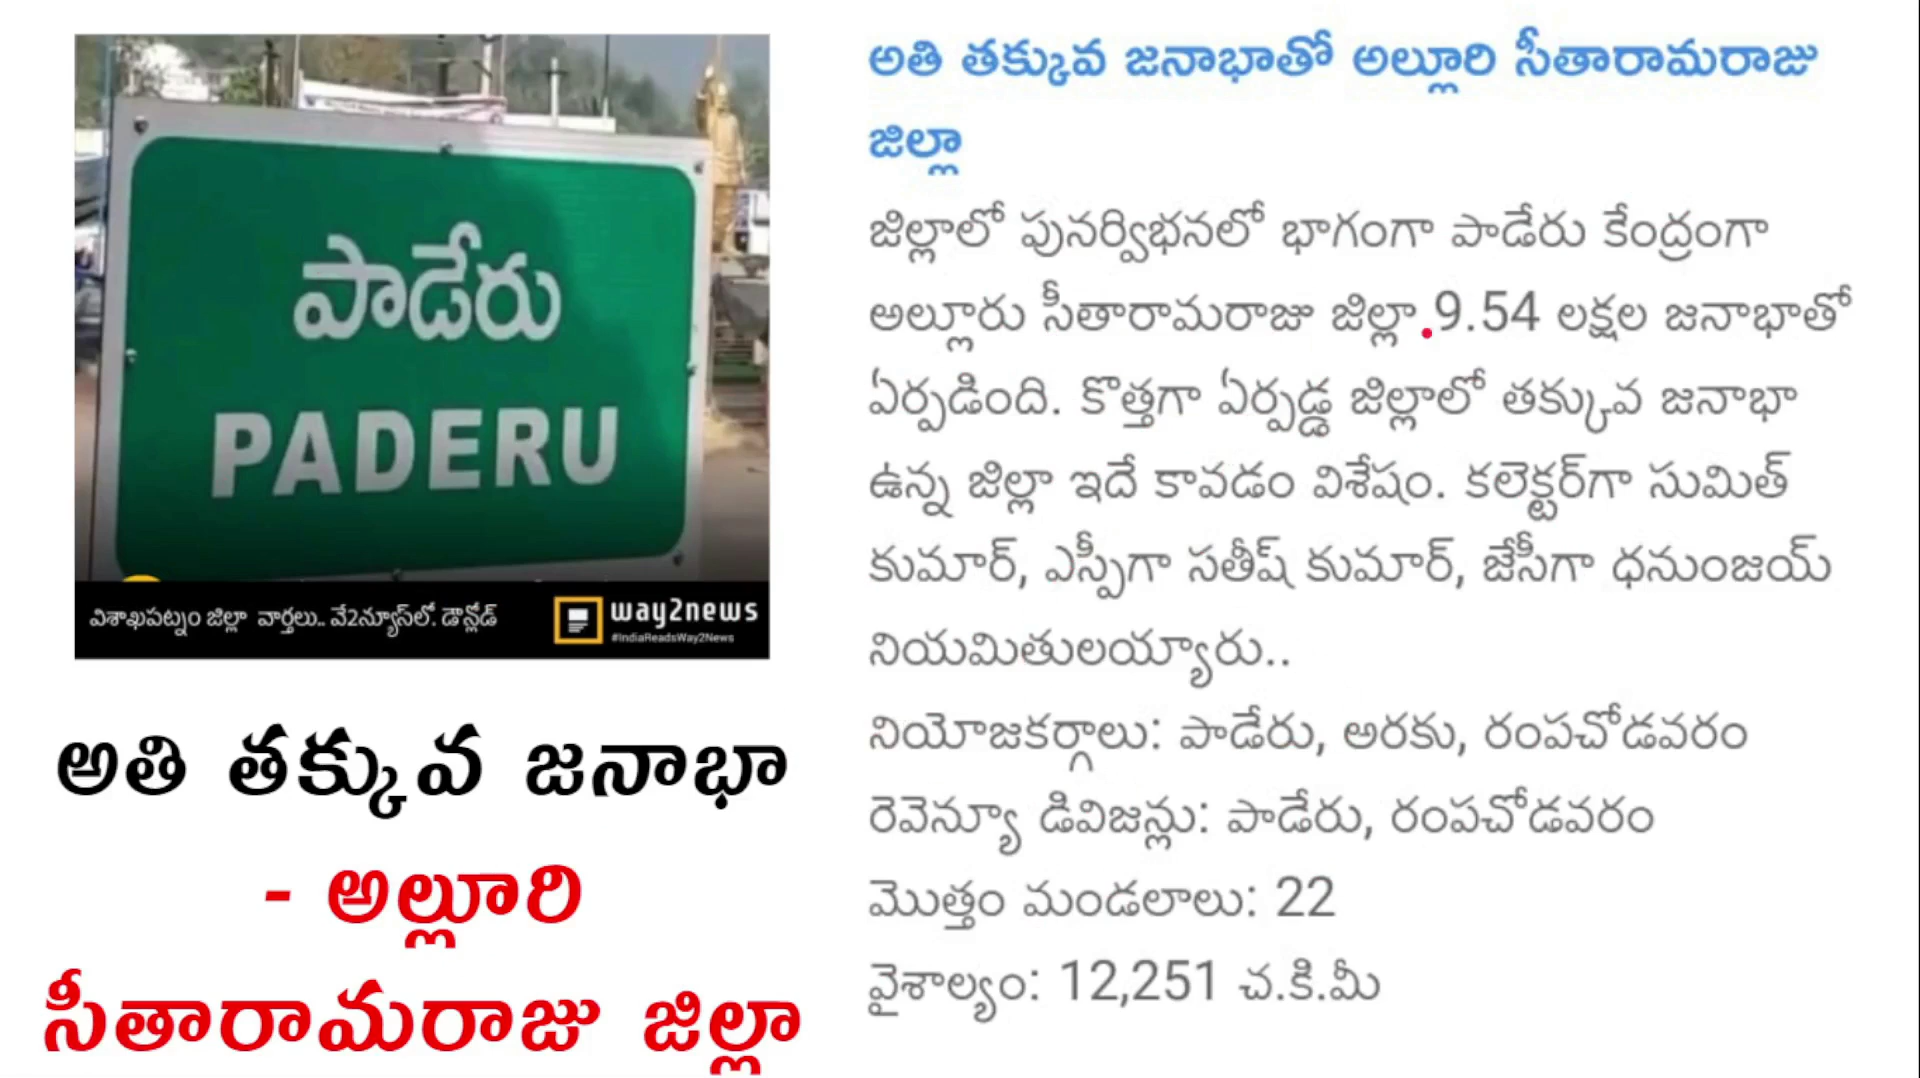 పాడేరు
PADERU
విశాఖపట్నం జిల్లా వార్తలు.. వే2న్యూస్‌లో. డౌన్లోడ్
way2news
#IndiaReadsWay2News
అతి తక్కువ జనాభా
- అల్లూరి
సీతారామరాజు జిల్లా
అతి తక్కువ జనాభాతో అల్లూరి సీతారామరాజు
జిల్లా
జిల్లాలో పునర్విభనలో భాగంగా పాడేరు కేంద్రంగా
అల్లూరు సీతారామరాజు జిల్లా 9.54 లక్షల జనాభాతో
ఏర్పడింది. కొత్తగా ఏర్పడ్డ జిల్లాలో తక్కువ జనాభా
ఉన్న జిల్లా ఇదే కావడం విశేషం. కలెక్టర్‌గా సుమిత్
కుమార్, ఎస్పీగా సతీష్ కుమార్, జేసీగా ధనుంజయ్
నియమితులయ్యారు..
నియోజకర్గాలు: పాడేరు, అరకు, రంపచోడవరం
రెవెన్యూ డివిజన్లు: పాడేరు, రంపచోడవరం
మొత్తం మండలాలు: 22
వైశాల్యం: 12,251 చ.కి.మీ